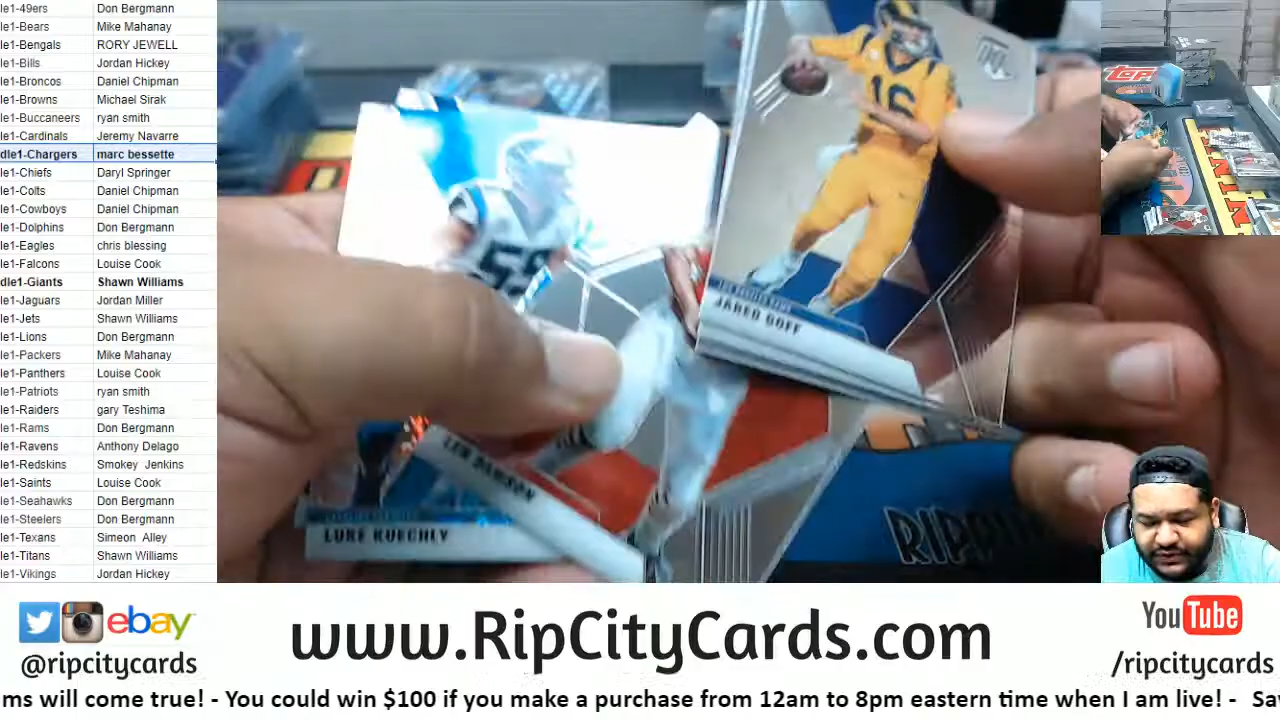 le1-49ers Don Bergmann
le1-Bears Mike Mahanay
le1-Bengals RORY JEWELL
le1-Bills Jordan Hickey
le1-Broncos Daniel Chipman
le1-Browns Michael Sirak
le1-Buccaneers ryan smith
le1-Cardinals Jeremy Navarre
dle1-Chargers marc bessette
le1-Chiefs Daryl Springer
le1-Colts Daniel Chipman
le1-Cowboys Daniel Chipman
le1-Dolphins Don Bergmann
le1-Eagles chris blessing
le1-Falcons Louise Cook
dle1-Giants Shawn Williams
le1-Jaguars Jordan Miller
le1-Jets Shawn Williams
le1-Lions Don Bergmann
le1-Packers Mike Mahanay
le1-Panthers Louise Cook
le1-Patriots ryan smith
le1-Raiders gary Teshima
le1-Rams Don Bergmann
le1-Ravens Anthony Delago
le1-Redskins Smokey Jenkins
le1-Saints Louise Cook
le1-Seahawks Don Bergmann
le1-Steelers Don Bergmann
le1-Texans Simeon Alley
le1-Titans Shawn Williams
le1-Vikings Jordan Hickey
16
LOS ANGELES RAMS
JARED GOFF
59
LEN DAWSON
LUKE KUECHLY
RIPPIN
Topps
ebay
@ripcitycards
www.RipCityCards.com
YouTube
/ripcitycards
ms will come true! - You could win $100 if you make a purchase from 12am to 8pm eastern time when I am live! - Sa